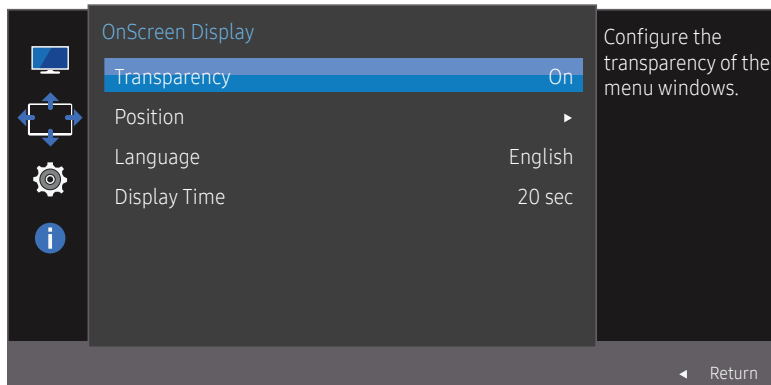 OnScreen Display
Transparency On
Position ►
Language English
Display Time 20 sec
Configure the
transparency of the
menu windows.
◄ Return